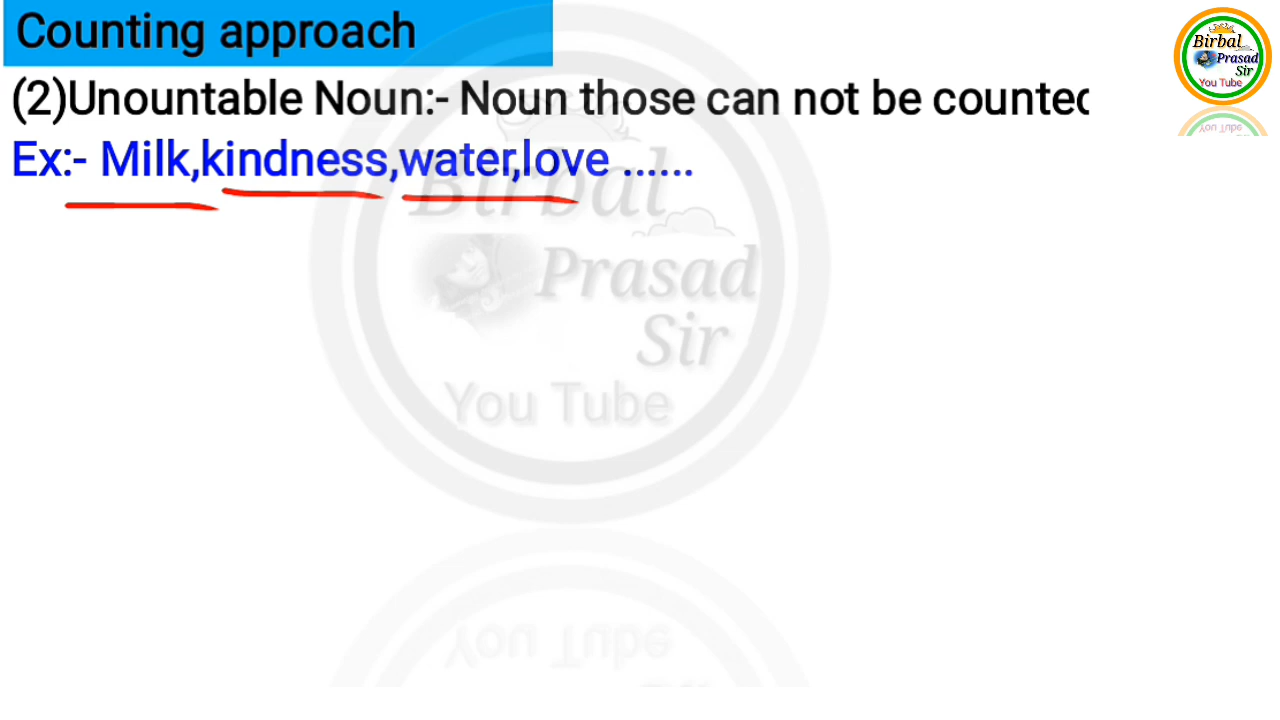 Counting approach
(2)Unountable Noun:- Noun those can not be counted
Ex:- Milk,kindness,water,love ......
Birbal
Prasad
Sir
You Tube
Birbal
Prasad
Sir
You Tube